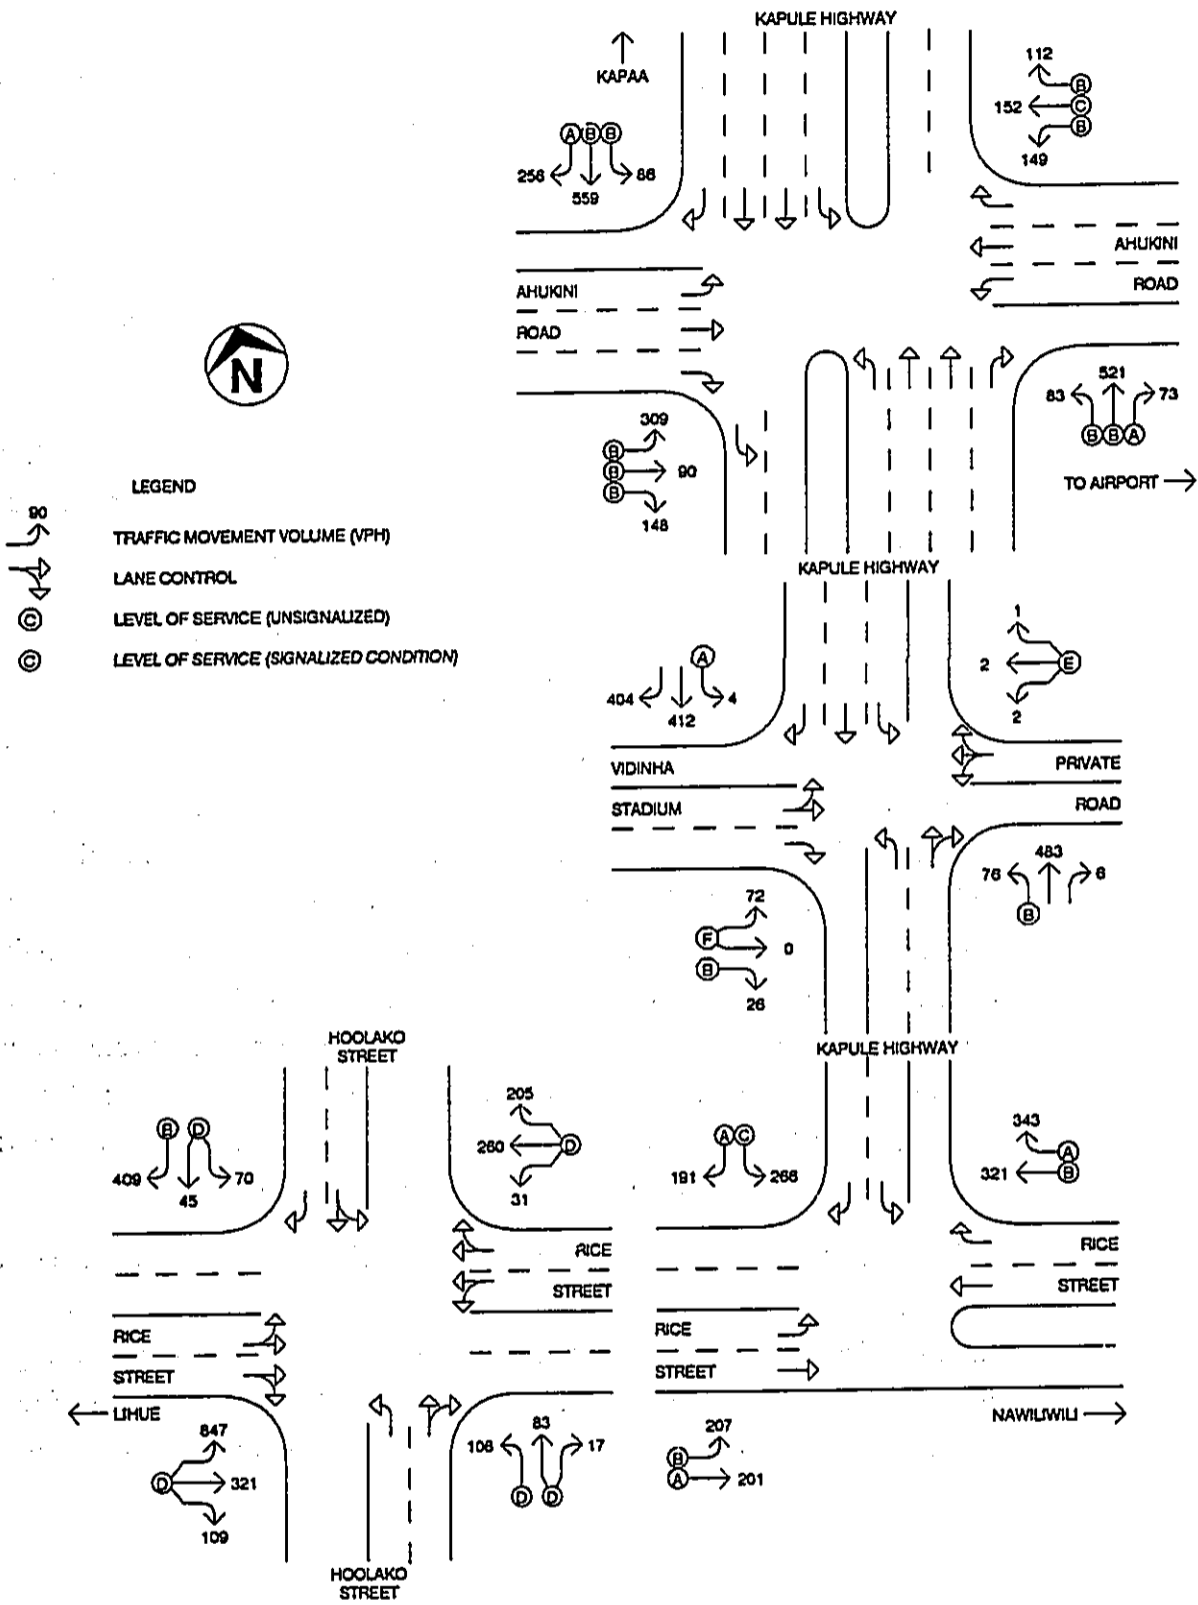 KAPULE HIGHWAY
KAPAA
112
B
152
C
B
149
A B B
256
86
559
AHUKINI
ROAD
AHUKINI
ROAD
N
309
B
B
90
B
148
521
83
73
B B A
TO AIRPORT
LEGEND
90
TRAFFIC MOVEMENT VOLUME (VPH)
LANE CONTROL
C
LEVEL OF SERVICE (UNSIGNALIZED)
C
LEVEL OF SERVICE (SIGNALIZED CONDITION)
KAPULE HIGHWAY
A
404
4
412
1
2
E
2
VIDINHA
STADIUM
PRIVATE
ROAD
72
F
0
B
26
483
76
6
B
HOOLAKO
STREET
KAPULE HIGHWAY
B D
409
70
45
205
260
D
31
A C
191
266
343
A
321
B
RICE
STREET
RICE
STREET
RICE
STREET
RICE
STREET
LIHUE
NAWILIWILI
847
D
321
109
83
106
17
D D
207
B
A
201
HOOLAKO
STREET